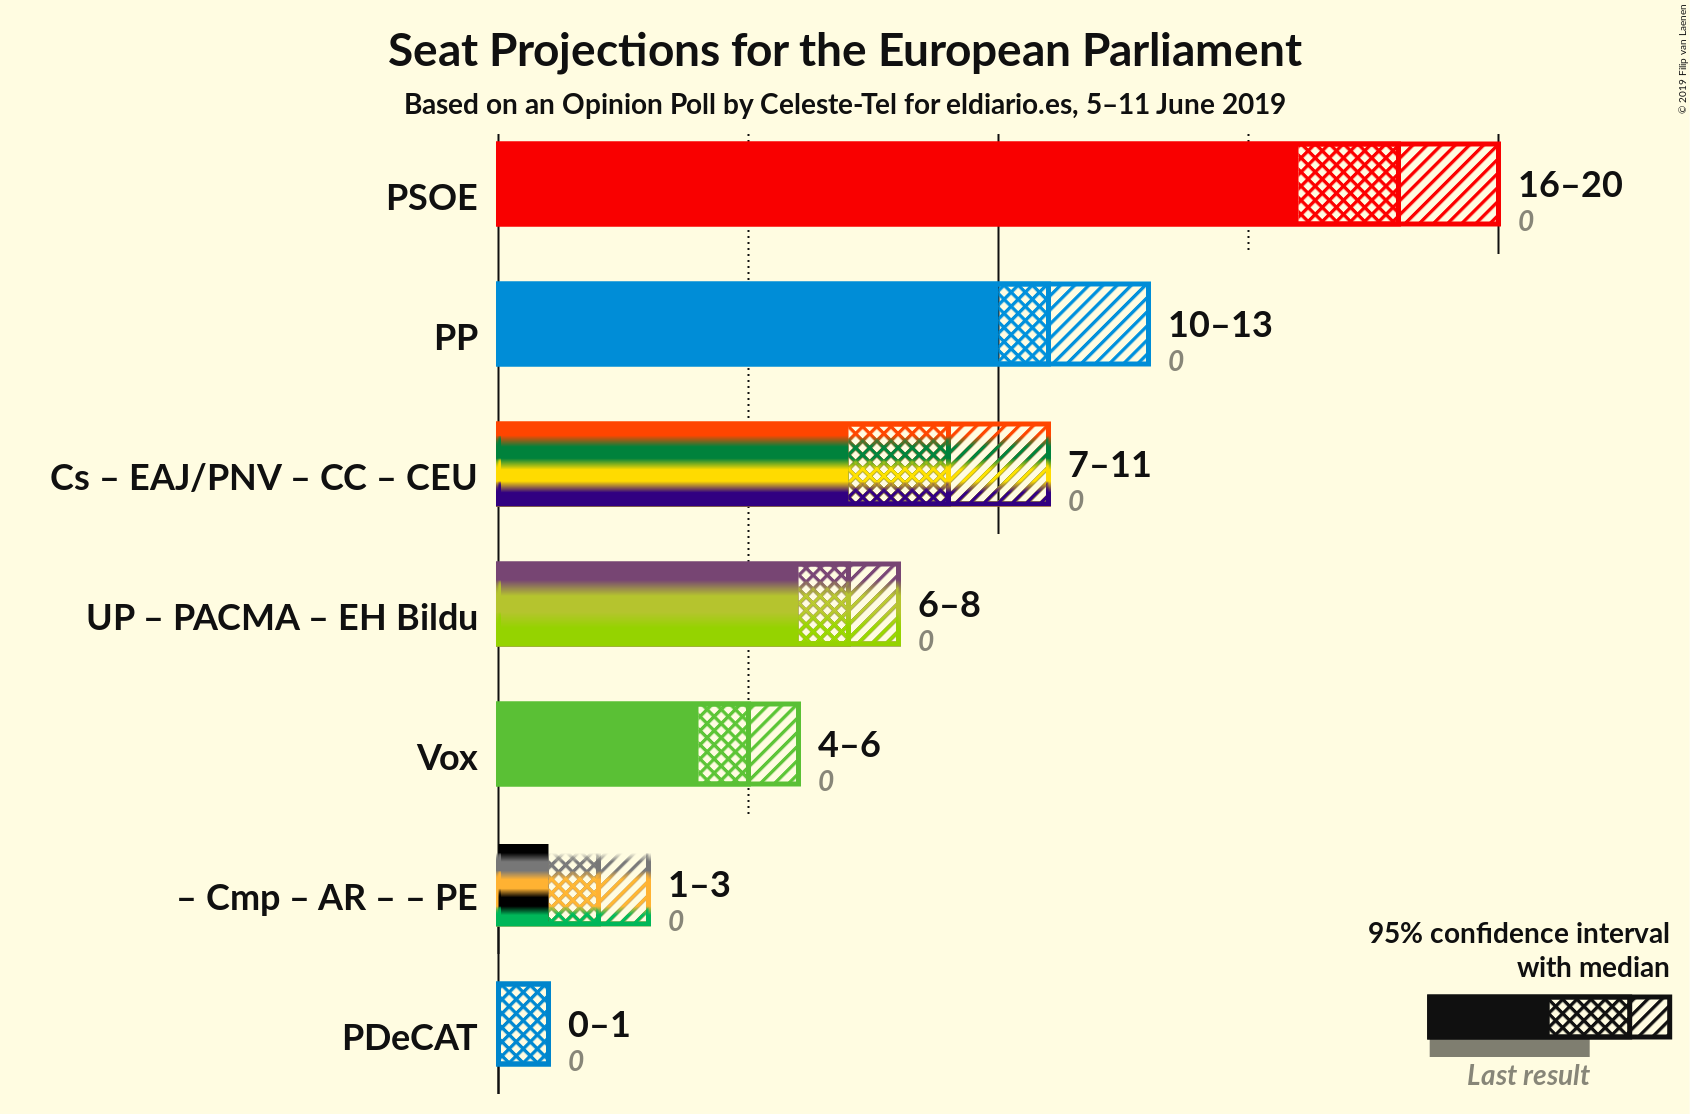 Seat Projections for the European Parliament
Based on an Opinion Poll by Celeste-Tel for eldiario.es, 5–11 June 2019
© 2019 Filip van Laenen
PSOE
16–20
0
PP
10–13
0
Cs – EAJ/PNV – CC – CEU
7–11
0
UP – PACMA – EH Bildu
6–8
0
Vox
4–6
0
– Cmp – AR – – PE
1–3
0
PDeCAT
0–1
0
95% confidence interval
with median
Last result